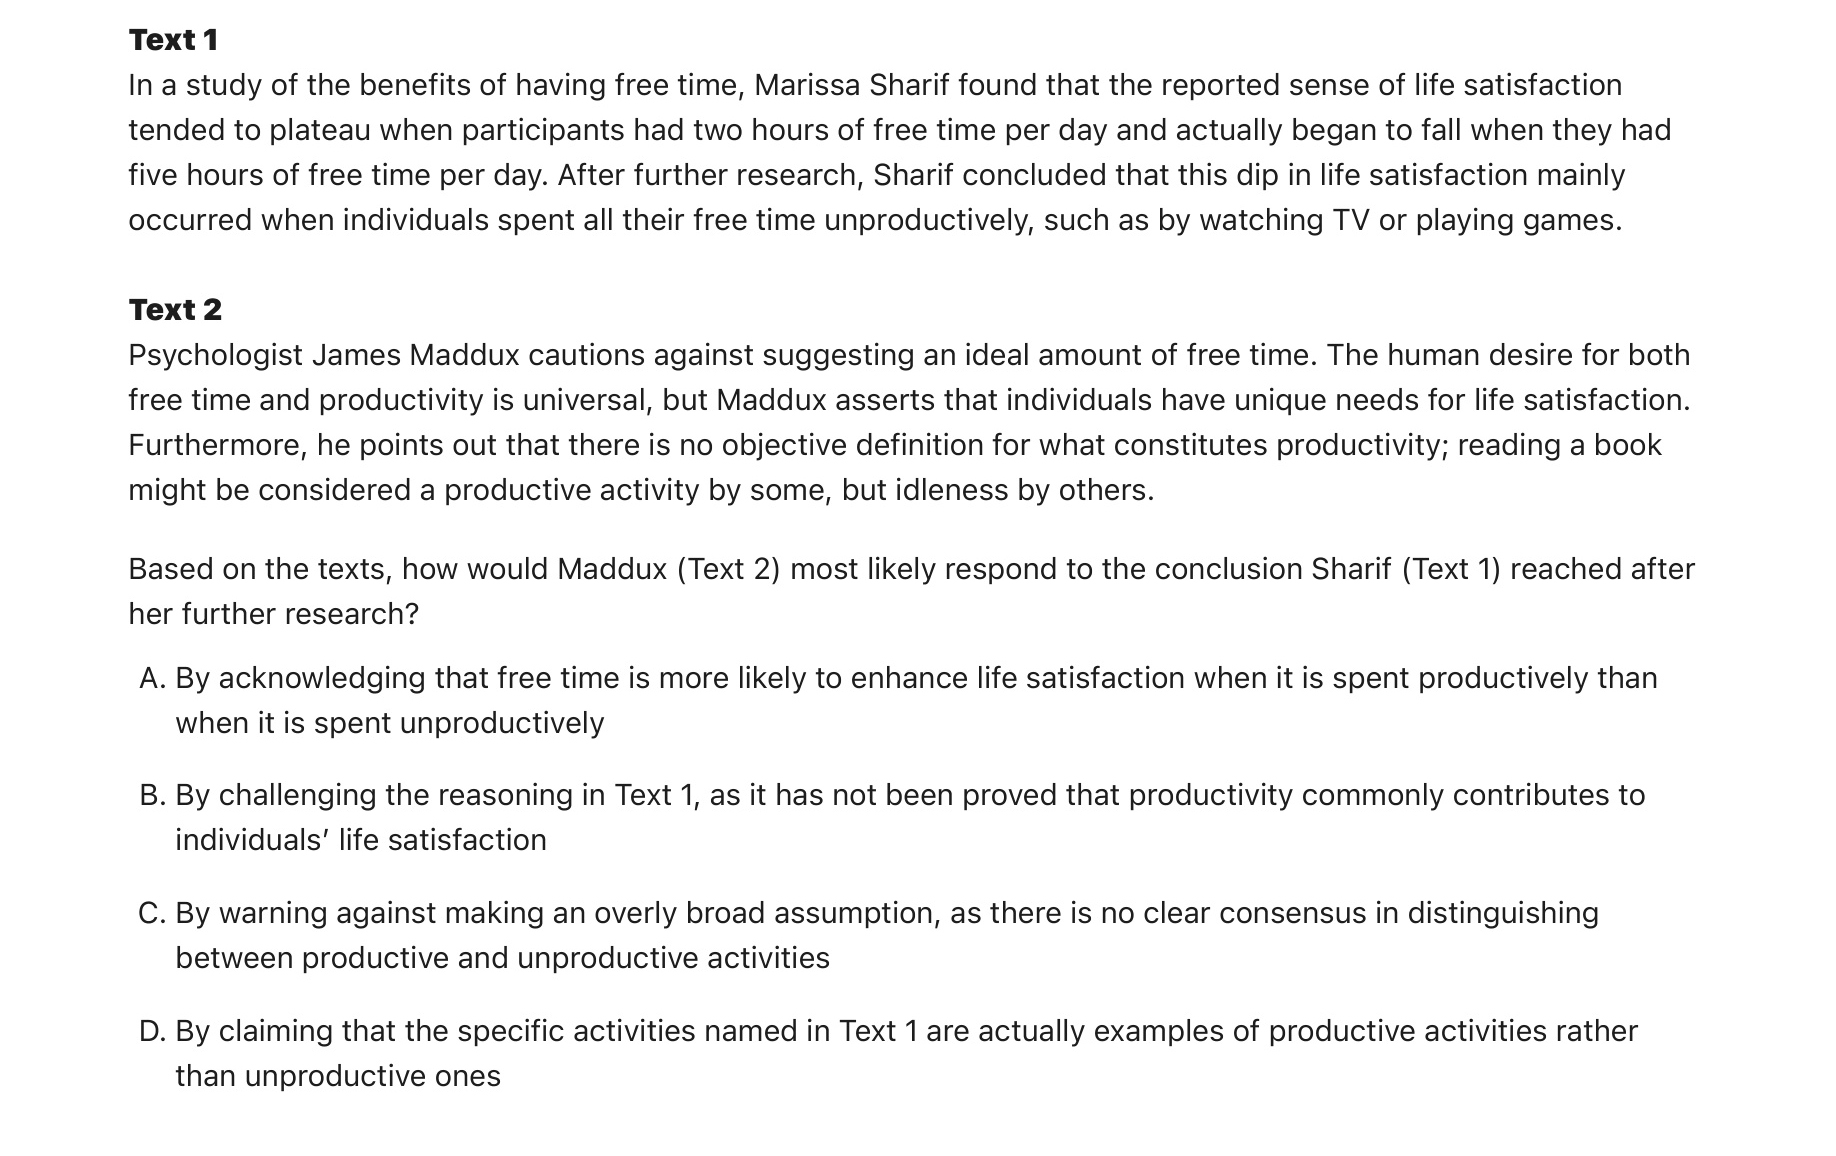 Text 1
In a study of the benefits of having free time, Marissa Sharif found that the reported sense of life satisfaction
tended to plateau when participants had two hours of free time per day and actually began to fall when they had
five hours of free time per day. After further research, Sharif concluded that this dip in life satisfaction mainly
occurred when individuals spent all their free time unproductively, such as by watching TV or playing games.
Text 2
Psychologist James Maddux cautions against suggesting an ideal amount of free time. The human desire for both
free time and productivity is universal, but Maddux asserts that individuals have unique needs for life satisfaction.
Furthermore, he points out that there is no objective definition for what constitutes productivity; reading a book
might be considered a productive activity by some, but idleness by others.
Based on the texts, how would Maddux (Text 2) most likely respond to the conclusion Sharif (Text 1) reached after
her further research?
A. By acknowledging that free time is more likely to enhance life satisfaction when it is spent productively than
when it is spent unproductively
B. By challenging the reasoning in Text 1, as it has not been proved that productivity commonly contributes to
individuals’ life satisfaction
C. By warning against making an overly broad assumption, as there is no clear consensus in distinguishing
between productive and unproductive activities
D. By claiming that the specific activities named in Text 1 are actually examples of productive activities rather
than unproductive ones